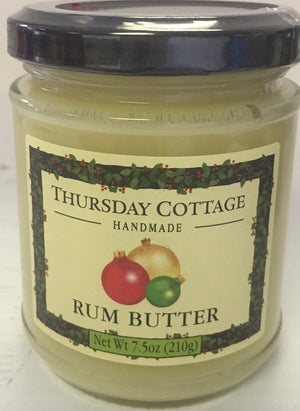 THURSDAY COTTAGE
HANDMADE
RUM BUTTER
Net Wt 7.5oz (210g)